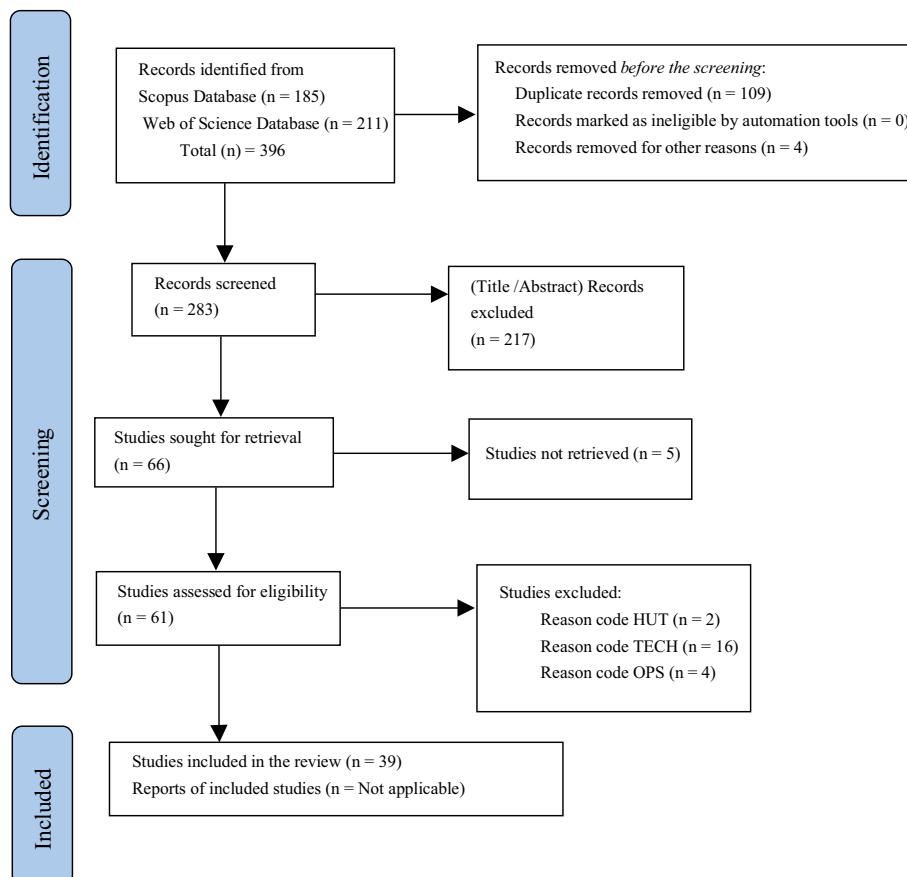 Identification
Records identified from
Scopus Database (n = 185)
Web of Science Database (n = 211)
Total (n) = 396
Records removed before the screening:
Duplicate records removed (n = 109)
Records marked as ineligible by automation tools (n = 0)
Records removed for other reasons (n = 4)
Screening
Records screened
(n = 283)
(Title /Abstract) Records
excluded
(n = 217)
Studies sought for retrieval
(n = 66)
Studies not retrieved (n = 5)
Studies assessed for eligibility
(n = 61)
Studies excluded:
Reason code HUT (n = 2)
Reason code TECH (n = 16)
Reason code OPS (n = 4)
Included
Studies included in the review (n = 39)
Reports of included studies (n = Not applicable)